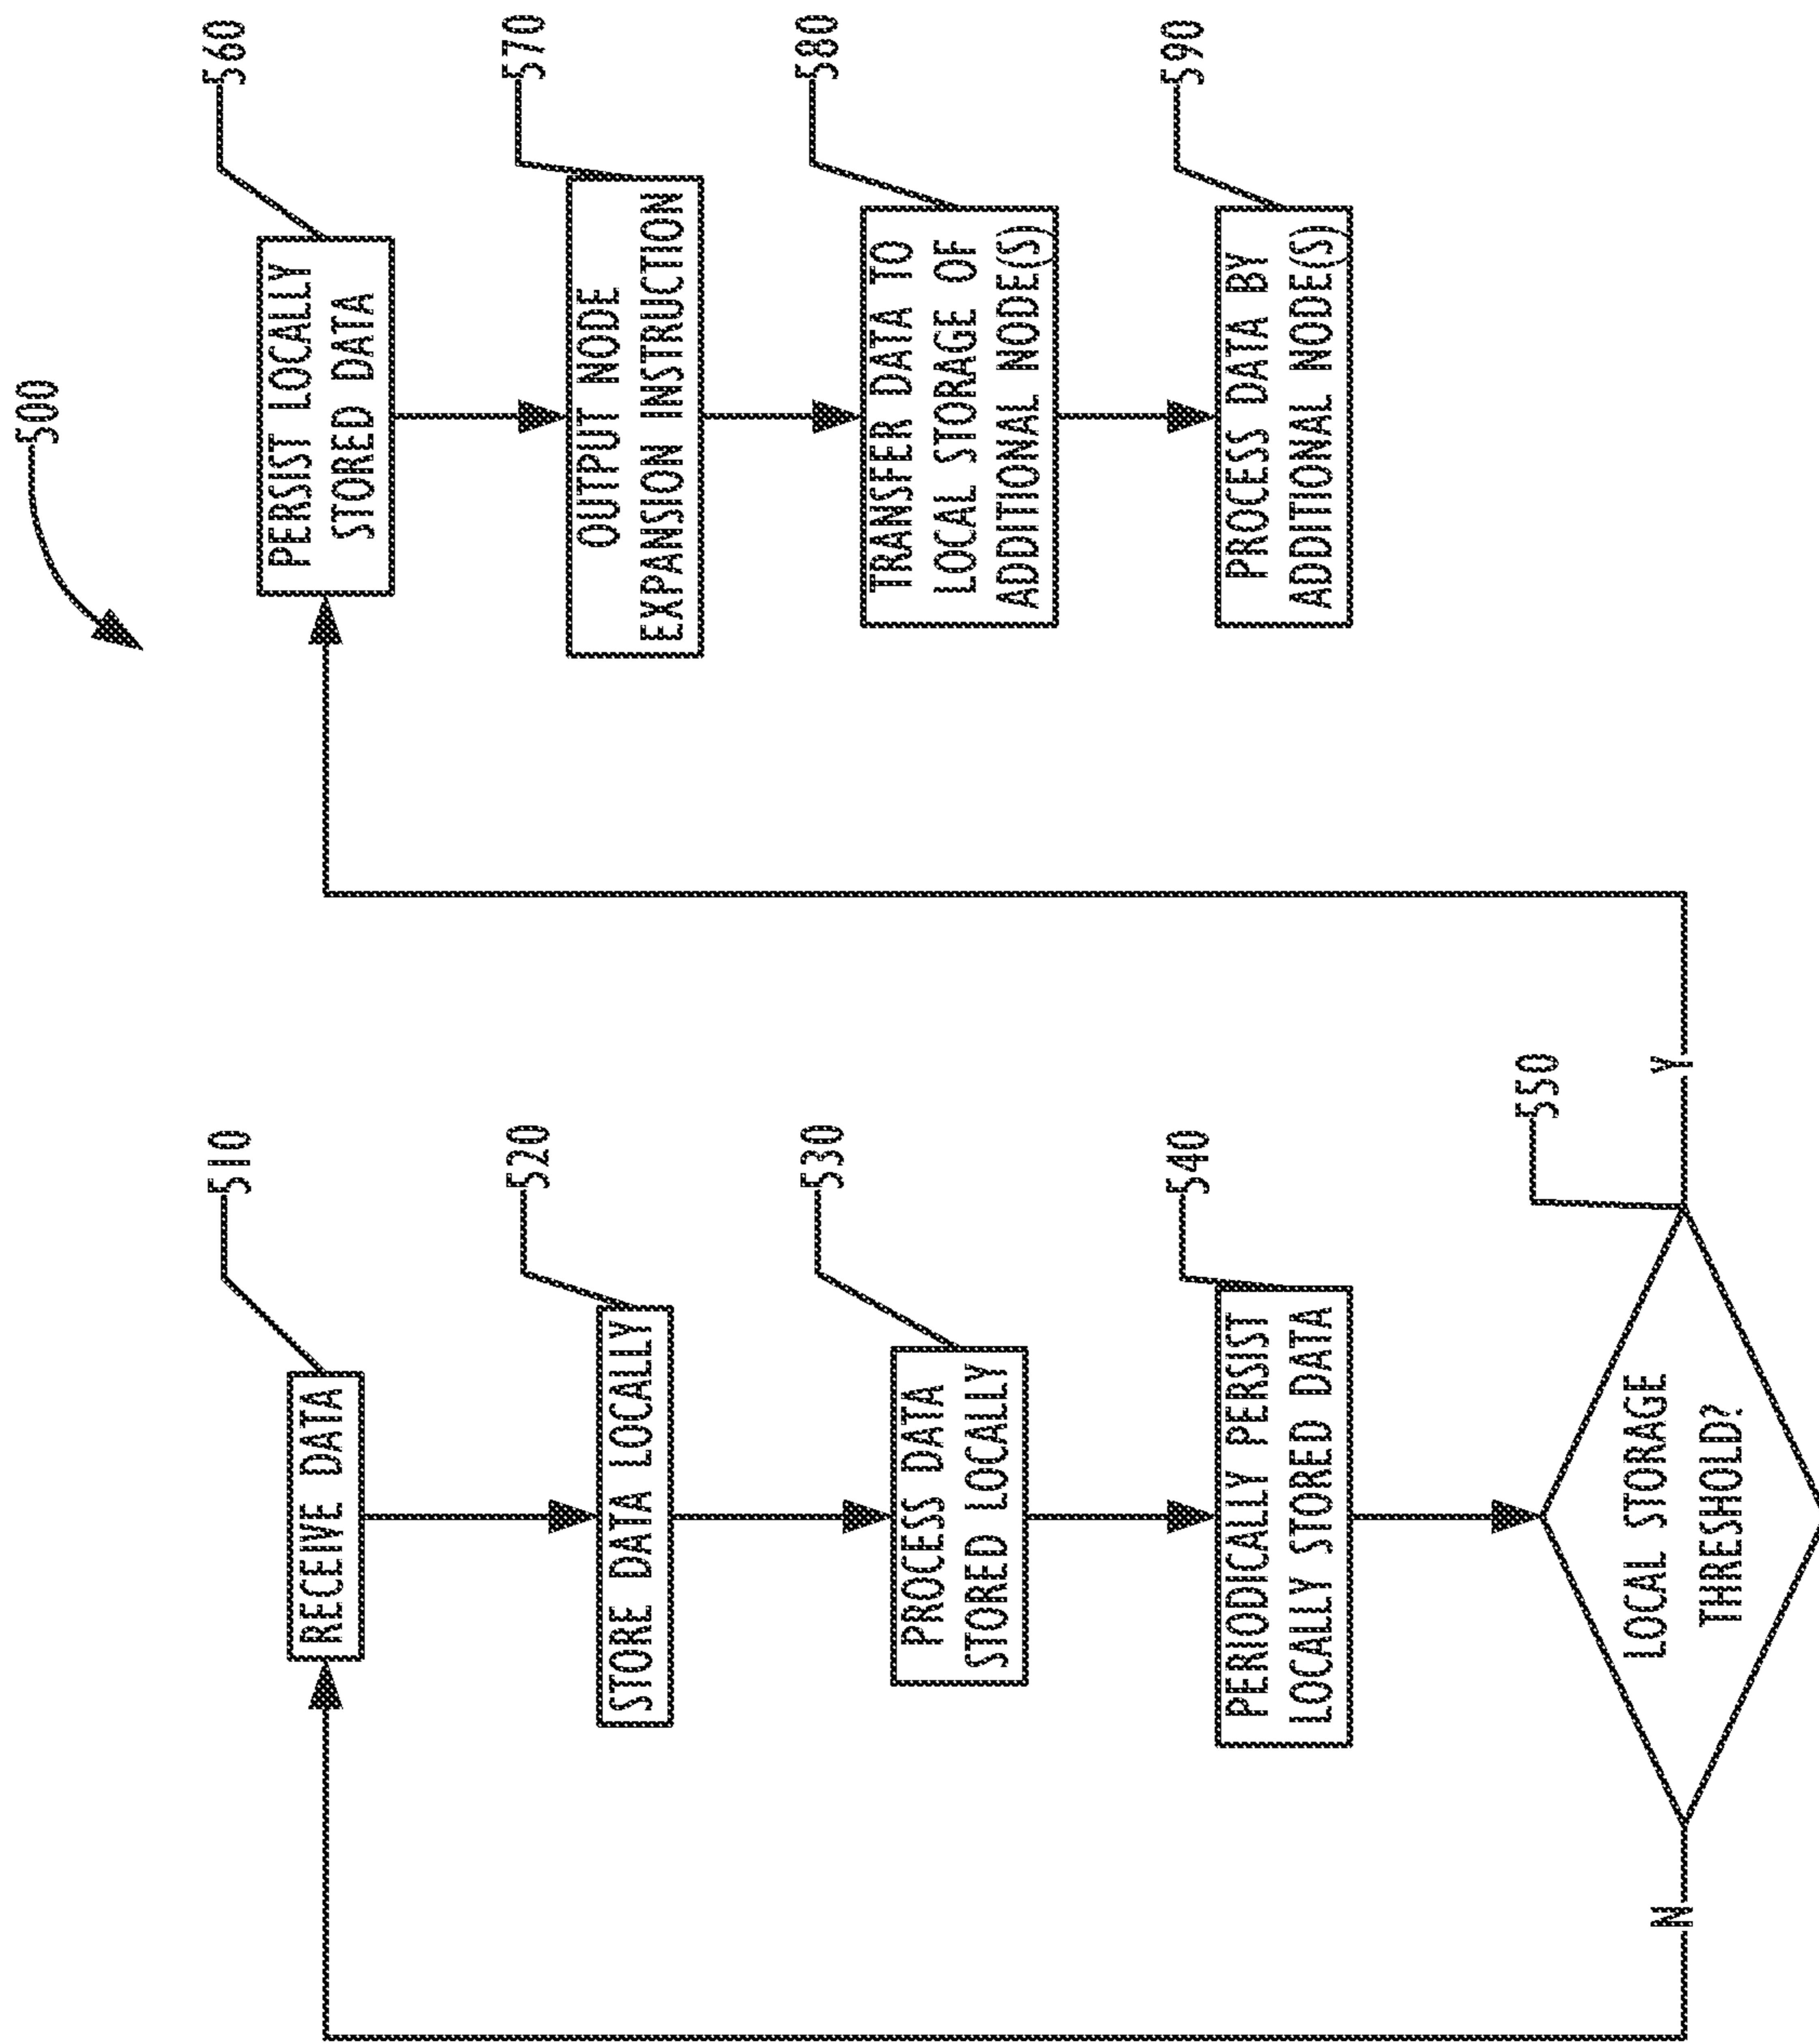 500
510
RECEIVE DATA
520
STORE DATA LOCALLY
530
PROCESS DATA
STORED LOCALLY
540
PERIODICALLY PERSIST
LOCALLY STORED DATA
550
LOCAL STORAGE
THRESHOLD?
N
Y
560
PERSIST LOCALLY
STORED DATA
570
OUTPUT NODE
EXPANSION INSTRUCTION
580
TRANSFER DATA TO
LOCAL STORAGE OF
ADDITIONAL NODE(S)
590
PROCESS DATA BY
ADDITIONAL NODE(S)